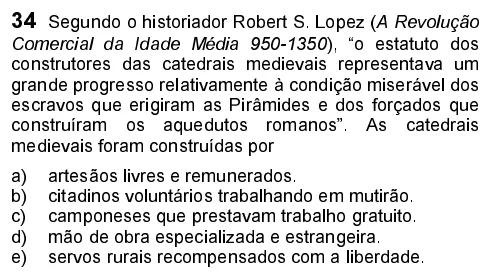 34 Segundo o historiador Robert S. Lopez (A Revolução
Comercial da Idade Média 950-1350), “o estatuto dos
construtores das catedrais medievais representava um
grande progresso relativamente à condição miserável dos
escravos que erigiram as Pirâmides e dos forçados que
construíram os aquedutos romanos”. As catedrais
medievais foram construídas por
a) artesãos livres e remunerados.
b) citadinos voluntários trabalhando em mutirão.
c) camponeses que prestavam trabalho gratuito.
d) mão de obra especializada e estrangeira.
e) servos rurais recompensados com a liberdade.